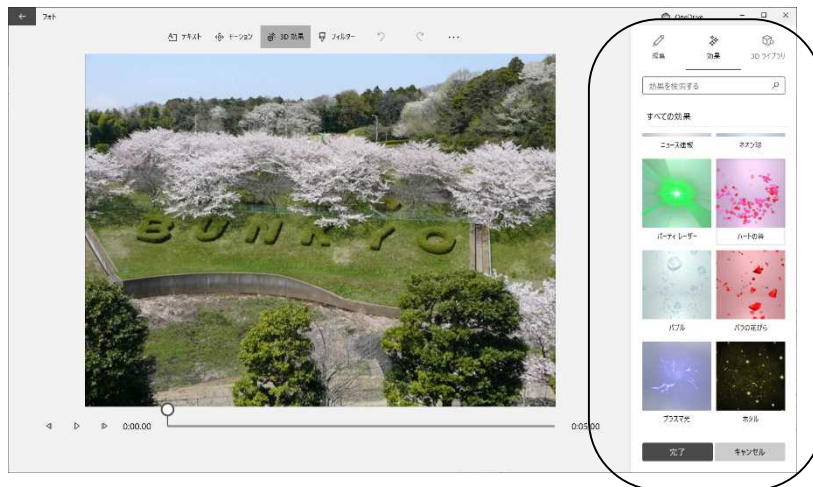 フォト
OneDrive
テキスト モーション 3D 効果 フィルター
編集 効果 3D ライブラリ
効果を検索する
すべての効果
ニュース速報 ネオン球
パーティ レーザー ハートの棒
バブル バラの花びら
プラズマ光 ホタル
BUNKYO
0:00.00 0:05.00
完了 キャンセル